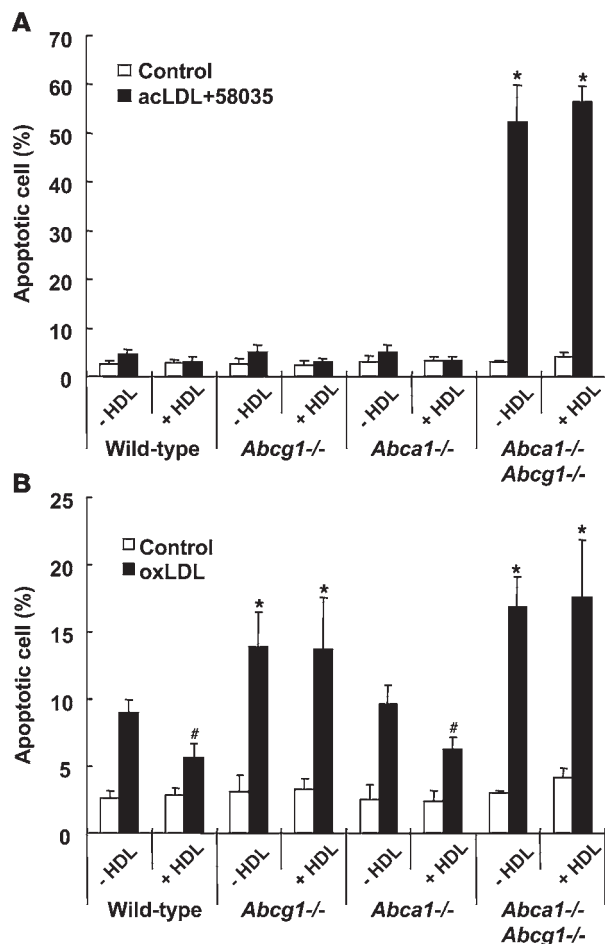 A
Apoptotic cell (%)
70
60
50
40
30
20
10
0
Control
acLDL+58035
*
*
- HDL
+ HDL
- HDL
+ HDL
- HDL
+ HDL
- HDL
+ HDL
Wild-type
Abcg1-/-
Abca1-/-
Abca1-/-
Abcg1-/-
B
Apoptotic cell (%)
25
20
15
10
5
0
Control
oxLDL
#
*
*
#
*
*
- HDL
+ HDL
- HDL
+ HDL
- HDL
+ HDL
- HDL
+ HDL
Wild-type
Abcg1-/-
Abca1-/-
Abca1-/-
Abcg1-/-